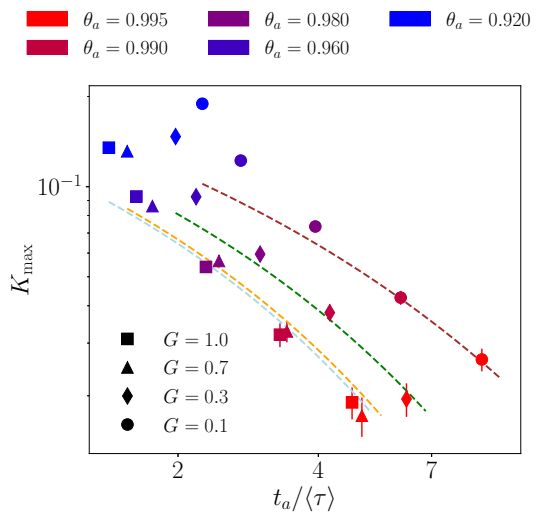 θ_a = 0.995 θ_a = 0.980 θ_a = 0.920
θ_a = 0.990 θ_a = 0.960
10^{-1}
K_max
G = 1.0
G = 0.7
G = 0.3
G = 0.1
2 4 7
t_a/⟨τ⟩